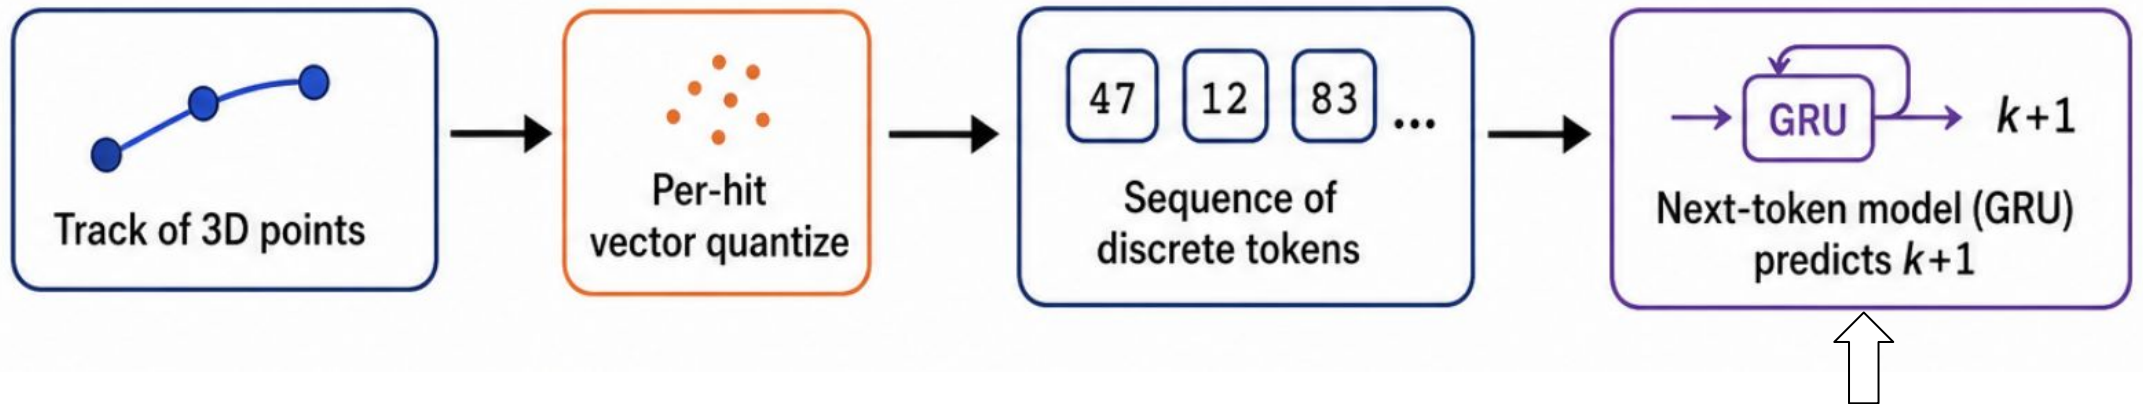 Track of 3D points
Per-hit
vector quantize
47 12 83 ...
Sequence of
discrete tokens
GRU k+1
Next-token model (GRU)
predicts k+1